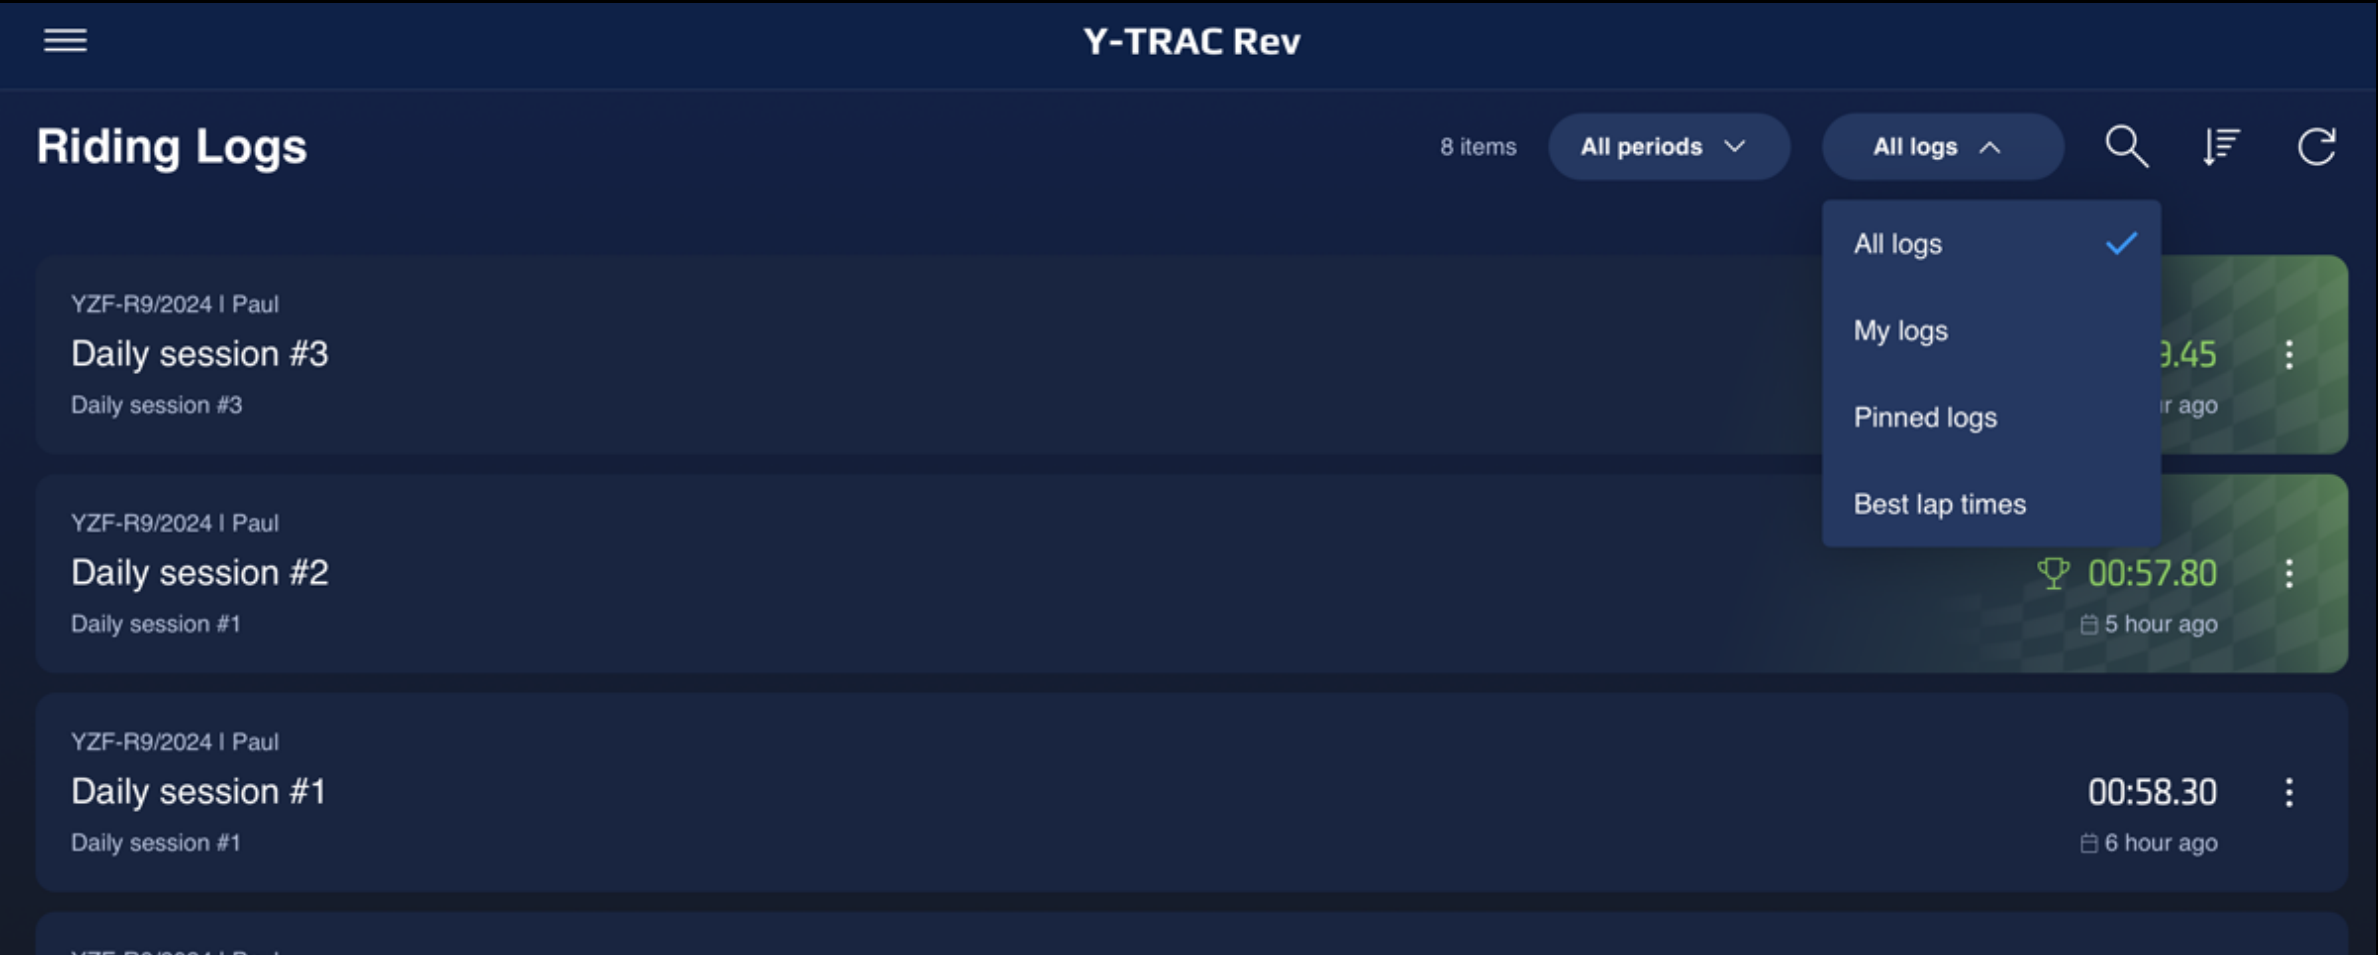 Y-TRAC Rev
Riding Logs
8 items
All periods
All logs
All logs
My logs
Pinned logs
Best lap times
YZF-R9/2024 | Paul
Daily session #3
Daily session #3
9.45
ago
YZF-R9/2024 | Paul
Daily session #2
Daily session #1
00:57.80
5 hour ago
YZF-R9/2024 | Paul
Daily session #1
Daily session #1
00:58.30
6 hour ago